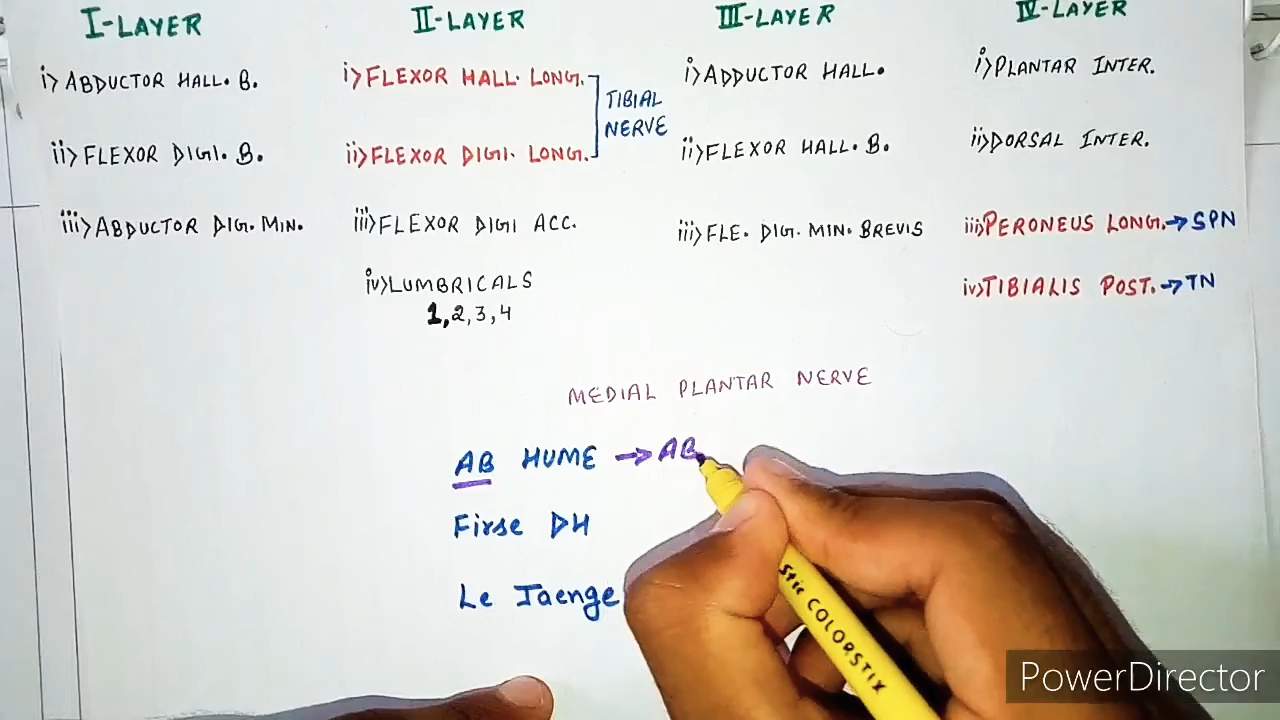 I-LAYER
i) ABDUCTOR HALL. B.
ii) FLEXOR DIGI. B.
iii) ABDUCTOR DIG. MIN.
II-LAYER
i) FLEXOR HALL. LONG.
ii) FLEXOR DIGI. LONG.
TIBIAL
NERVE
iii) FLEXOR DIGI ACC.
iv) LUMBRICALS
1, 2, 3, 4
III-LAYER
i) ADDUCTOR HALL.
ii) FLEXOR HALL. B.
iii) FLE. DIG. MIN. BREVIS
IV-LAYER
i) PLANTAR INTER.
ii) DORSAL INTER.
iii) PERONEUS LONG. → SPN
iv) TIBIALIS POST. → TN
MEDIAL PLANTAR NERVE
AB HUME → AB
Firse DH
Le Jaenge
Stic COLORSTIX
PowerDirector